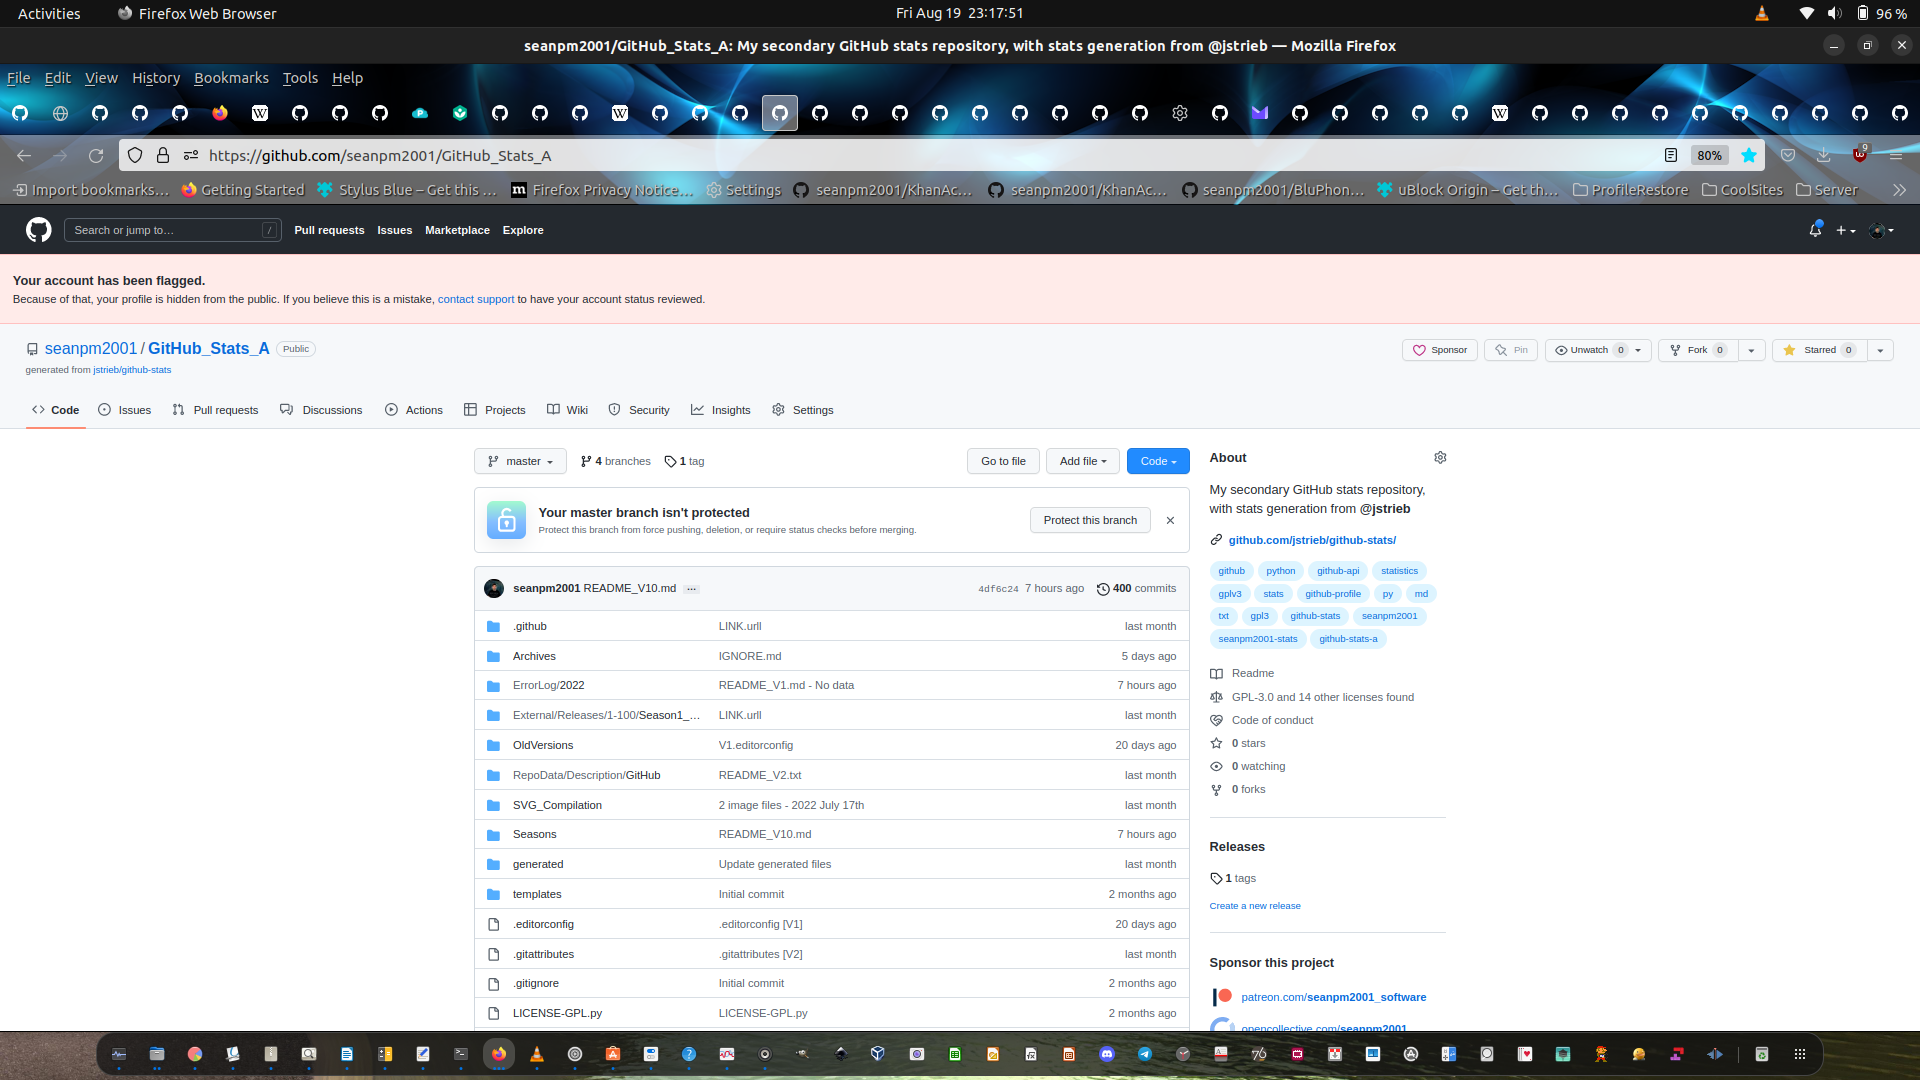 Activities
Firefox Web Browser
Fri Aug 19 23:17:51
96 %
seanpm2001/GitHub_Stats_A: My secondary GitHub stats repository, with stats generation from @jstrieb — Mozilla Firefox
File Edit View History Bookmarks Tools Help
https://github.com/seanpm2001/GitHub_Stats_A
80%
9
Import bookmarks…
Getting Started
Stylus Blue – Get this …
Firefox Privacy Notice…
Settings
seanpm2001/KhanAc…
seanpm2001/KhanAc…
seanpm2001/BluPhon…
uBlock Origin – Get th…
ProfileRestore
CoolSites
Server
Search or jump to…
/
Pull requests
Issues
Marketplace
Explore
Your account has been flagged.
Because of that, your profile is hidden from the public. If you believe this is a mistake, contact support to have your account status reviewed.
seanpm2001 / GitHub_Stats_A
Public
Sponsor
Pin
Unwatch 0
Fork 0
Starred 0
generated from jstrieb/github-stats
Code
Issues
Pull requests
Discussions
Actions
Projects
Wiki
Security
Insights
Settings
master
4 branches
1 tag
Go to file
Add file
Code
Your master branch isn't protected
Protect this branch from force pushing, deletion, or require status checks before merging.
Protect this branch
seanpm2001 README_V10.md
4df6c24 7 hours ago
400 commits
.github LINK.urll last month
Archives IGNORE.md 5 days ago
ErrorLog/2022 README_V1.md - No data 7 hours ago
External/Releases/1-100/Season1_… LINK.urll last month
OldVersions V1.editorconfig 20 days ago
RepoData/Description/GitHub README_V2.txt last month
SVG_Compilation 2 image files - 2022 July 17th last month
Seasons README_V10.md 7 hours ago
generated Update generated files last month
templates Initial commit 2 months ago
.editorconfig .editorconfig [V1] 20 days ago
.gitattributes .gitattributes [V2] last month
.gitignore Initial commit 2 months ago
LICENSE-GPL.py LICENSE-GPL.py 2 months ago
About
My secondary GitHub stats repository,
with stats generation from @jstrieb
github.com/jstrieb/github-stats/
github python github-api statistics
gplv3 stats github-profile py md
txt gpl3 github-stats seanpm2001
seanpm2001-stats github-stats-a
Readme
GPL-3.0 and 14 other licenses found
Code of conduct
0 stars
0 watching
0 forks
Releases
1 tags
Create a new release
Sponsor this project
patreon.com/seanpm2001_software
opencollective.com/seanpm2001